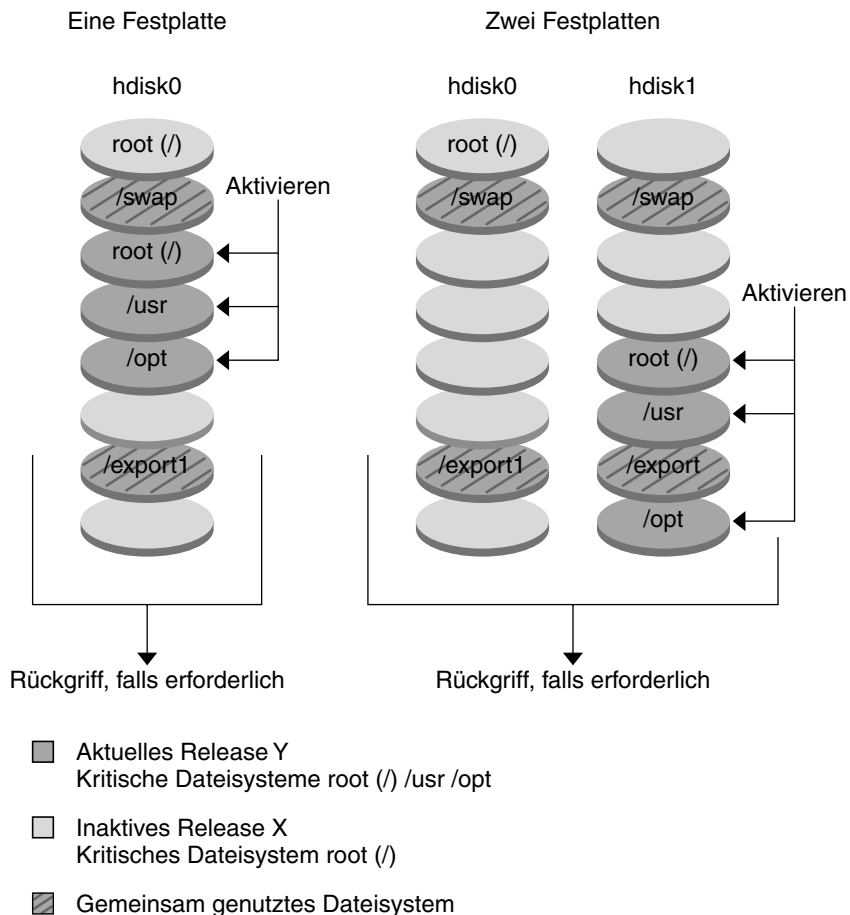 Eine Festplatte
hdisk0
root (/)
/swap
Aktivieren
root (/)
/usr
/opt
/export1
Rückgriff, falls erforderlich
Zwei Festplatten
hdisk0
hdisk1
root (/)
/swap
/swap
Aktivieren
root (/)
/usr
/export1
/export
/opt
Rückgriff, falls erforderlich
Aktuelles Release Y
Kritische Dateisysteme root (/) /usr /opt
Inaktives Release X
Kritisches Dateisystem root (/)
Gemeinsam genutztes Dateisystem